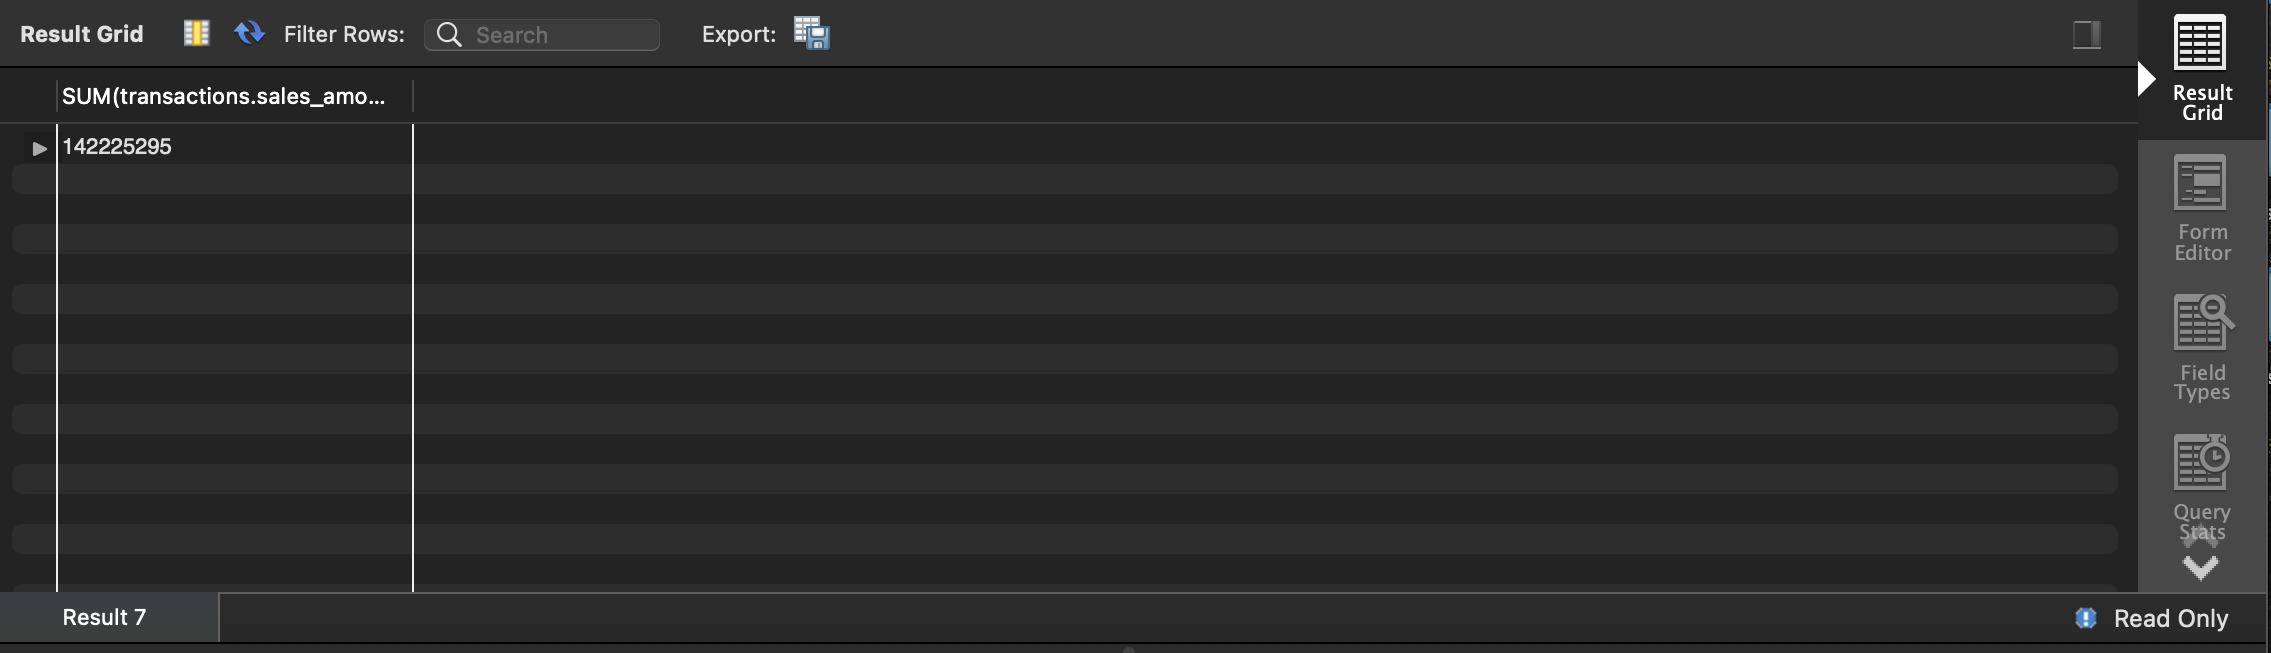 Result Grid Filter Rows: Search Export:
SUM(transactions.sales_amo...
142225295
Result
Grid
Form
Editor
Field
Types
Query
Stats
Result 7
Read Only